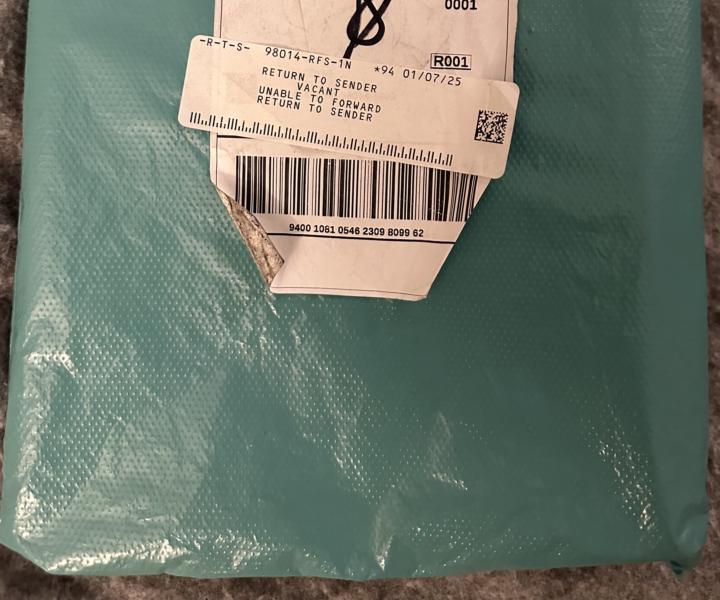 0001
R001
-R-T-S- 98014-RFS-1N *94 01/07/25
RETURN TO SENDER
VACANT
UNABLE TO FORWARD
RETURN TO SENDER
9400 1081 0546 2309 8099 62